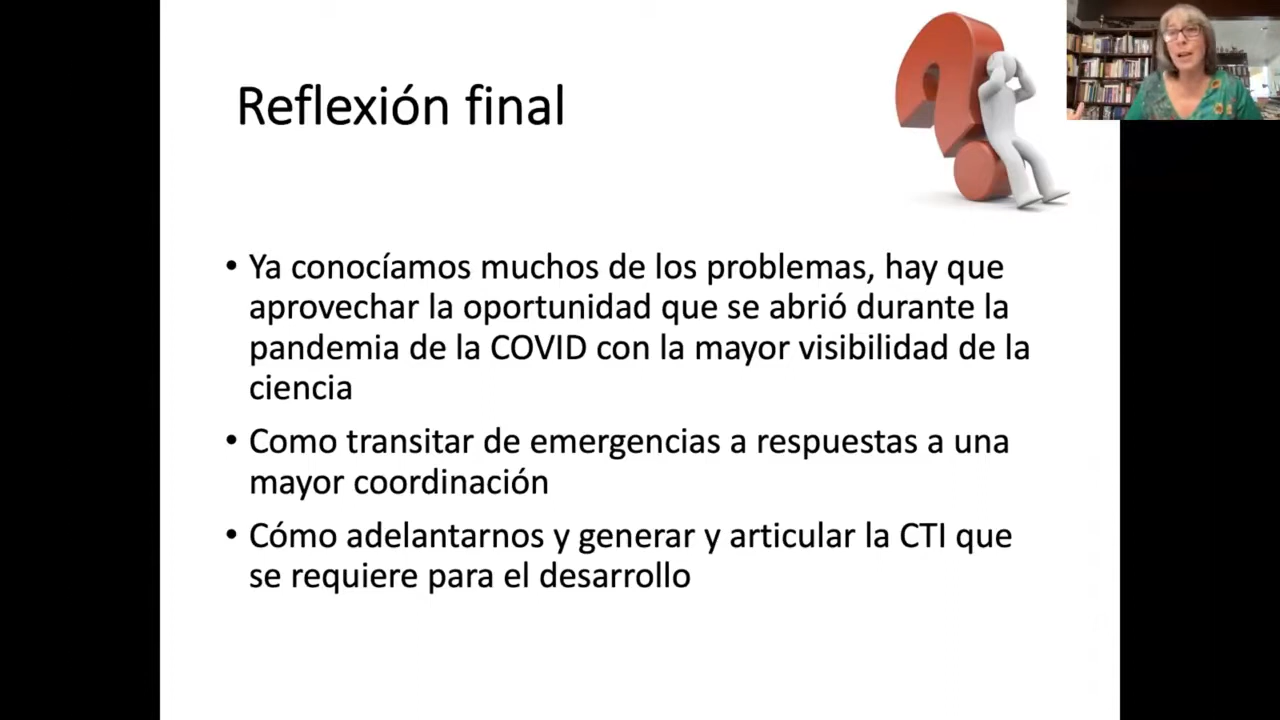 Reflexión final
• Ya conocíamos muchos de los problemas, hay que
aprovechar la oportunidad que se abrió durante la
pandemia de la COVID con la mayor visibilidad de la
ciencia
• Como transitar de emergencias a respuestas a una
mayor coordinación
• Cómo adelantarnos y generar y articular la CTI que
se requiere para el desarrollo